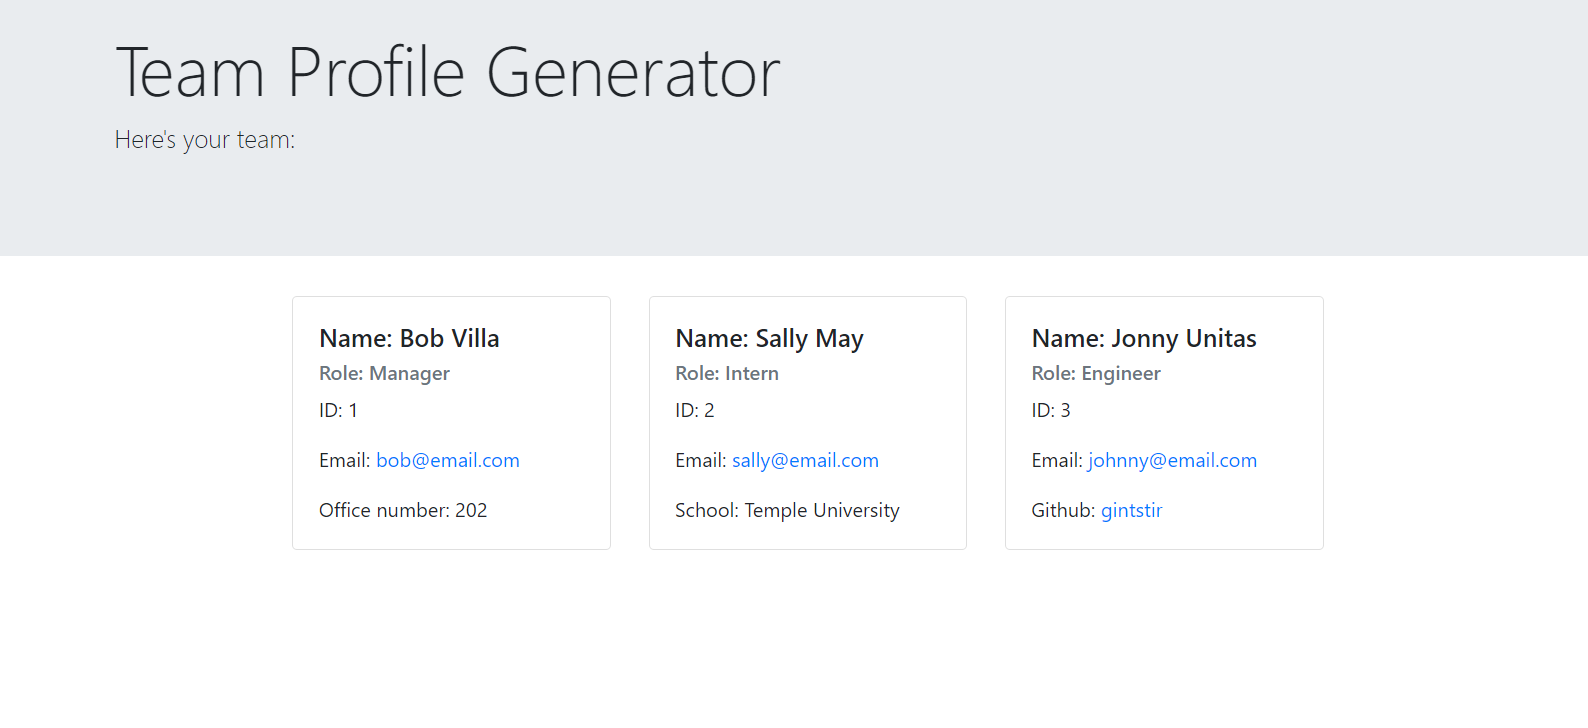 Team Profile Generator
Here's your team:
Name: Bob Villa
Role: Manager
ID: 1
Email: bob@email.com
Office number: 202
Name: Sally May
Role: Intern
ID: 2
Email: sally@email.com
School: Temple University
Name: Jonny Unitas
Role: Engineer
ID: 3
Email: johnny@email.com
Github: gintstir